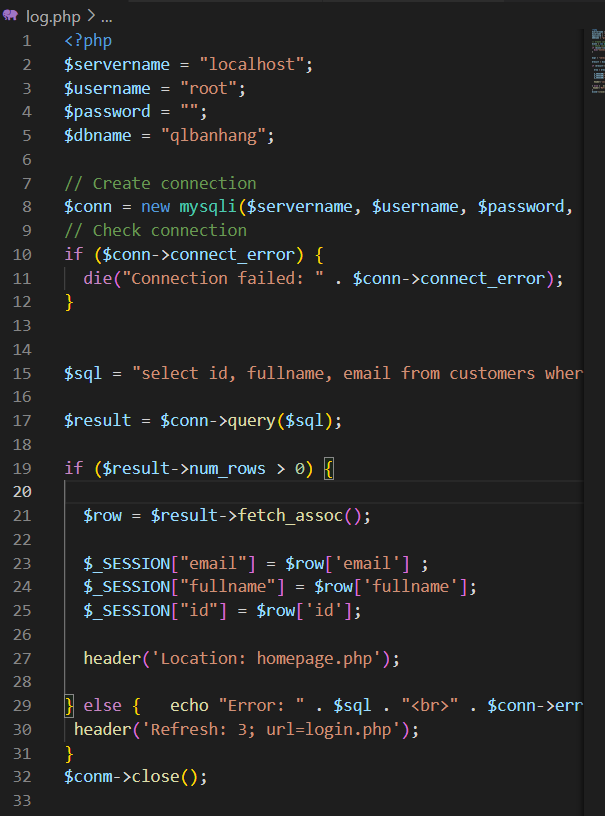 log.php > ...
1 <?php
2 $servername = "localhost";
3 $username = "root";
4 $password = "";
5 $dbname = "qlbanhang";
6
7 // Create connection
8 $conn = new mysqli($servername, $username, $password,
9 // Check connection
10 if ($conn->connect_error) {
11 die("Connection failed: " . $conn->connect_error);
12 }
13
14
15 $sql = "select id, fullname, email from customers wher
16
17 $result = $conn->query($sql);
18
19 if ($result->num_rows > 0) {
20
21 $row = $result->fetch_assoc();
22
23 $_SESSION["email"] = $row['email'] ;
24 $_SESSION["fullname"] = $row['fullname'];
25 $_SESSION["id"] = $row['id'];
26
27 header('Location: homepage.php');
28
29 } else {   echo "Error: " . $sql . "<br>" . $conn->err
30 header('Refresh: 3; url=login.php');
31 }
32 $conm->close();
33